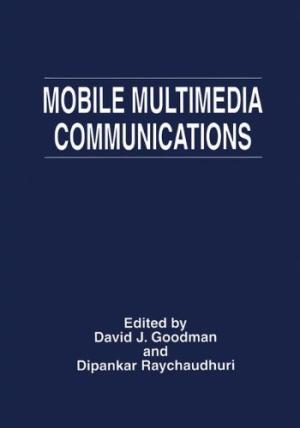 MOBILE MULTIMEDIA
COMMUNICATIONS
Edited by
David J. Goodman
and
Dipankar Raychaudhuri